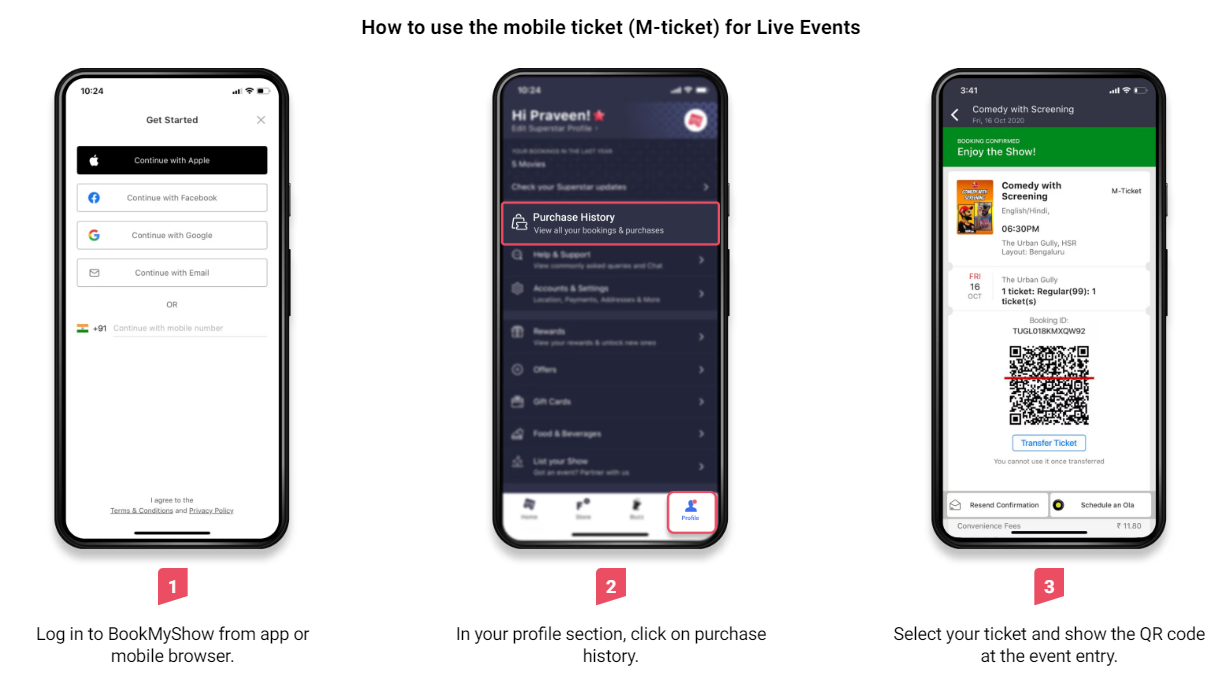 How to use the mobile ticket (M-ticket) for Live Events
10:24
Get Started
Continue with Apple
Continue with Facebook
Continue with Google
Continue with Email
OR
+91 Continue with mobile number
I agree to the
Terms & Conditions and Privacy Policy
1
Log in to BookMyShow from app or
mobile browser.
10:24
Hi Praveen!
Edit Superstar Profile
YOUR BOOKINGS IN THE LAST YEAR
5 Movies
Check your Superstar updates
Purchase History
View all your bookings & purchases
Help & Support
View commonly asked queries and Chat
Accounts & Settings
Location, Payments, Addresses & More
Rewards
View your rewards & unlock new ones
Offers
Gift Cards
Food & Beverages
List your Show
Got an event? Partner with us
Home
Store
Buzz
Profile
2
In your profile section, click on purchase
history.
3:41
Comedy with Screening
Fri, 16 Oct 2020
BOOKING CONFIRMED
Enjoy the Show!
Comedy with
Screening
M-Ticket
English/Hindi,
06:30PM
The Urban Gully, HSR
Layout: Bengaluru
FRI
16
OCT
The Urban Gully
1 ticket: Regular(99): 1
ticket(s)
Booking ID:
TUGL018KMXQW92
Transfer Ticket
You cannot use it once transferred
Resend Confirmation
Schedule an Ola
Convenience Fees ₹ 11.80
3
Select your ticket and show the QR code
at the event entry.